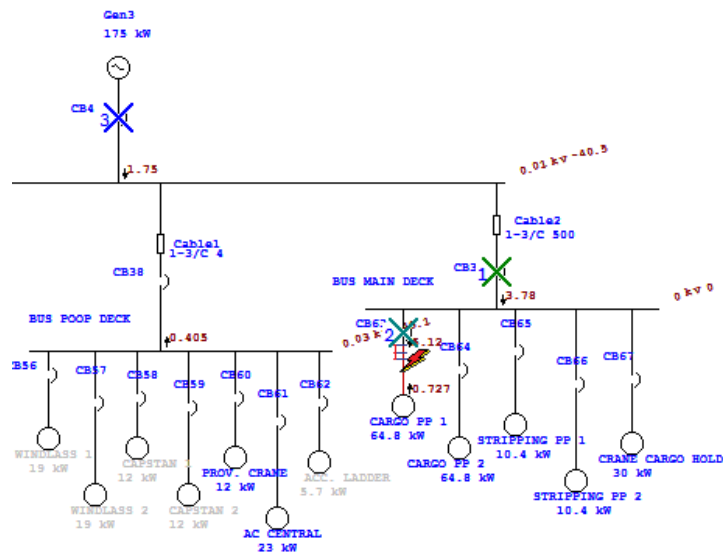 Gen3
175 kW
CB4
3
1.75
0.01 kv -40.5
Cable1
1-3/C 4
Cable2
1-3/C 500
CB38
CB3
1
BUS MAIN DECK
3.78
0 kv 0
BUS POOP DECK
0.405
0.03 k
2
CB65
CB56
CB57
CB58
CB59
CB60
CB61
CB62
CB64
CB66
CB67
0.727
WINDLASS 1
19 kW
CAPSTAN
12 kW
PROV. CRANE
12 kW
ACC. LADDER
5.7 kW
CARGO PP 1
64.8 kW
CARGO PP 2
64.8 kW
STRIPPING PP 1
10.4 kW
CRANE CARGO HOLD
30 kW
WINDLASS 2
19 kW
CAPSTAN 2
12 kW
AC CENTRAL
23 kW
STRIPPING PP 2
10.4 kW